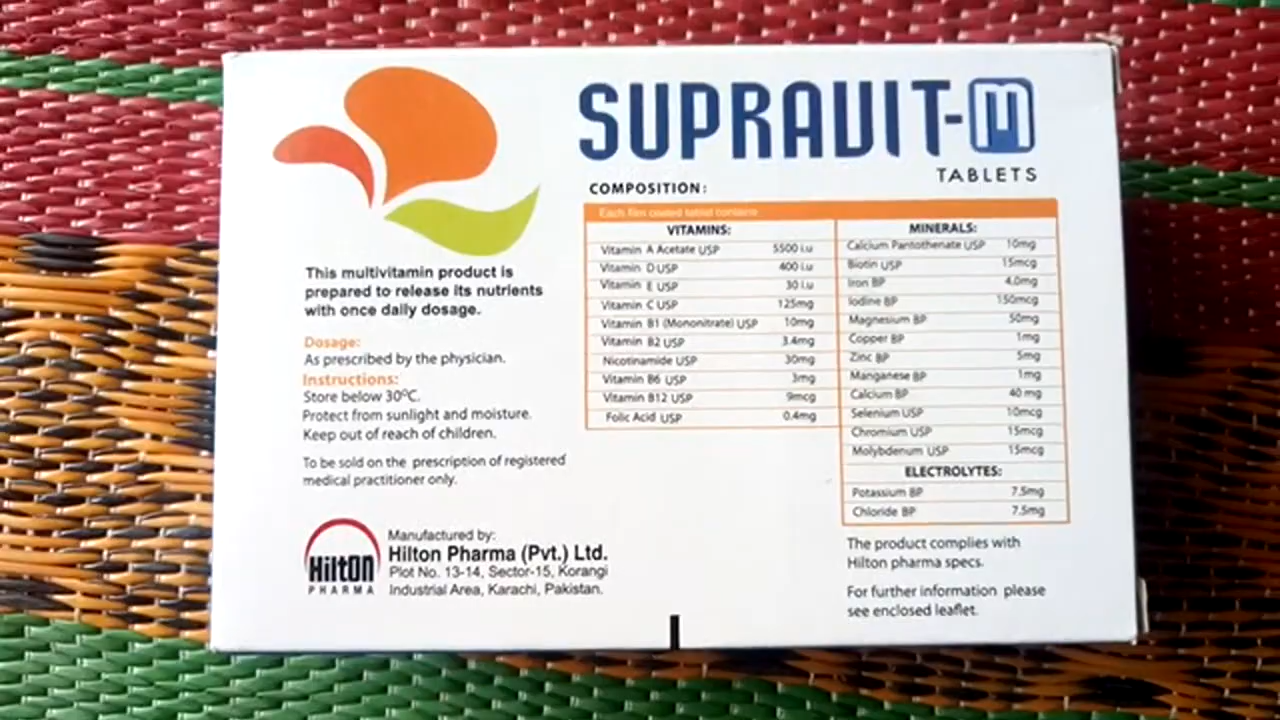 SUPRAVIT-M
TABLETS
This multivitamin product is
prepared to release its nutrients
with once daily dosage.
Dosage:
As prescribed by the physician.
Instructions:
Store below 30ºC.
Protect from sunlight and moisture.
Keep out of reach of children.
To be sold on the prescription of registered
medical practitioner only.
HiltOn
PHARMA
Manufactured by:
Hilton Pharma (Pvt.) Ltd.
Plot No. 13-14, Sector-15, Korangi
Industrial Area, Karachi, Pakistan.
COMPOSITION:
Each film coated tablet contains
VITAMINS:
Vitamin A Acetate USP 5500 i.u
Vitamin D USP 400 i.u
Vitamin E USP 30 i.u
Vitamin C USP 125mg
Vitamin B1 (Mononitrate) USP 10mg
Vitamin B2 USP 3.4mg
Nicotinamide USP 30mg
Vitamin B6 USP 3mg
Vitamin B12 USP 9mcg
Folic Acid USP 0.4mg
MINERALS:
Calcium Pantothenate USP 10mg
Biotin USP 15mcg
Iron BP 4.0mg
Iodine BP 150mcg
Magnesium BP 50mg
Copper BP 1mg
Zinc BP 5mg
Manganese BP 1mg
Calcium BP 40 mg
Selenium USP 10mcg
Chromium USP 15mcg
Molybdenum USP 15mcg
ELECTROLYTES:
Potassium BP 7.5mg
Chloride BP 7.5mg
The product complies with
Hilton pharma specs.
For further information please
see enclosed leaflet.